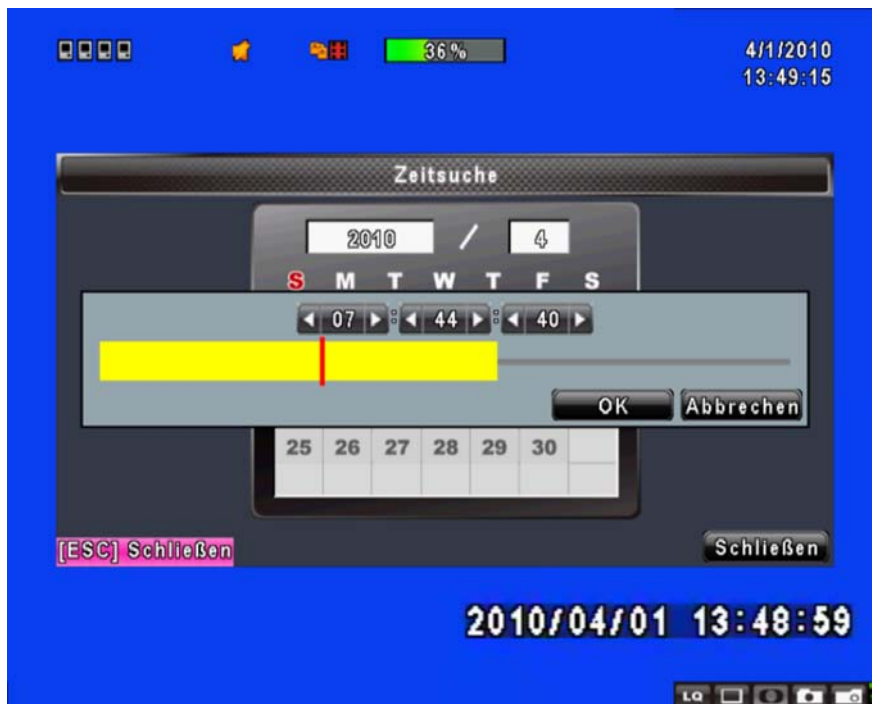 36%
4/1/2010
13:49:15
Zeitsuche
2010 / 4
S M T W T F S
07 : 44 : 40
OK Abbrechen
25 26 27 28 29 30
[ESC] Schließen
Schließen
2010/04/01 13:48:59
LQ